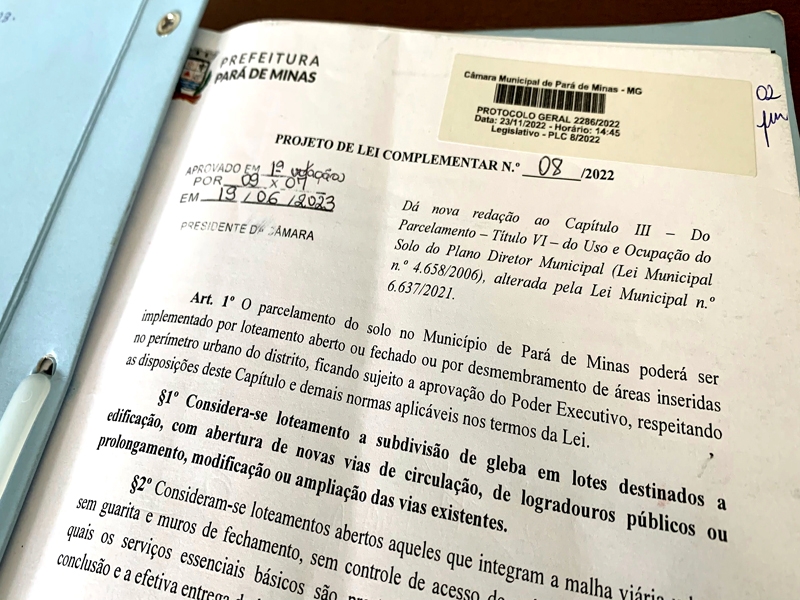 PREFEITURA
PARÁ DE MINAS
Câmara Municipal de Pará de Minas - MG
PROTOCOLO GERAL 2286/2022
Data: 23/11/2022 - Horário: 14:45
Legislativo - PLC 8/2022
02
PROJETO DE LEI COMPLEMENTAR N.º 08 /2022
APROVADO EM 1ª votação
POR 09 X 07
EM 19 / 06 / 2023
PRESIDENTE DA CÂMARA
Dá nova redação ao Capítulo III – Do
Parcelamento – Título VI – do Uso e Ocupação do
Solo do Plano Diretor Municipal (Lei Municipal
n.º 4.658/2006), alterada pela Lei Municipal n.º
6.637/2021.
Art. 1º O parcelamento do solo no Município de Pará de Minas poderá ser
implementado por loteamento aberto ou fechado ou por desmembramento de áreas inseridas
no perímetro urbano do distrito, ficando sujeito a aprovação do Poder Executivo, respeitando
as disposições deste Capítulo e demais normas aplicáveis nos termos da Lei.
§1º Considera-se loteamento a subdivisão de gleba em lotes destinados a
edificação, com abertura de novas vias de circulação, de logradouros públicos ou
prolongamento, modificação ou ampliação das vias existentes.
§2º Consideram-se loteamentos abertos aqueles que integram a malha viária
sem guarita e muros de fechamento, sem controle de acesso
quais os serviços essenciais básicos são
conclusão e a efetiva entrega